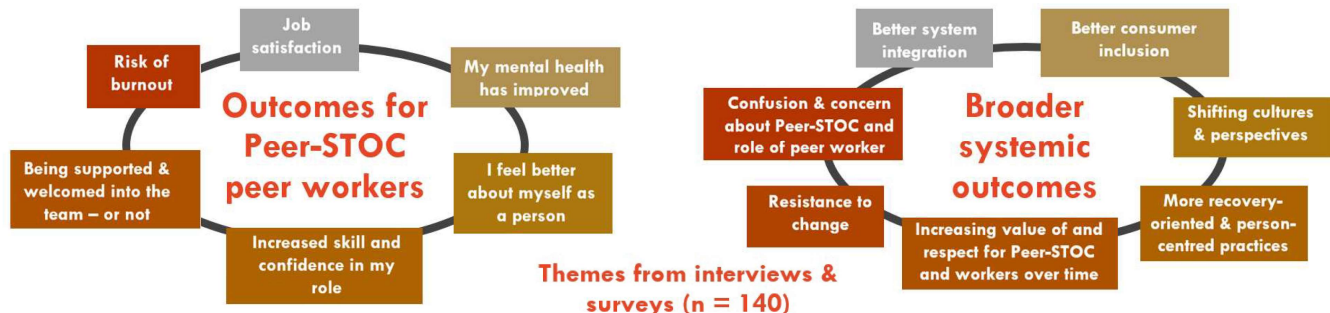 Job
satisfaction
Risk of
burnout
My mental health
has improved
Outcomes for
Peer-STOC
peer workers
Being supported &
welcomed into the
team – or not
I feel better
about myself as
a person
Increased skill and
confidence in my
role
Themes from interviews &
surveys (n = 140)
Better system
integration
Better consumer
inclusion
Confusion & concern
about Peer-STOC and
role of peer worker
Broader
systemic
outcomes
Shifting cultures
& perspectives
Resistance to
change
Increasing value of and
respect for Peer-STOC
and workers over time
More recovery-
oriented & person-
centred practices